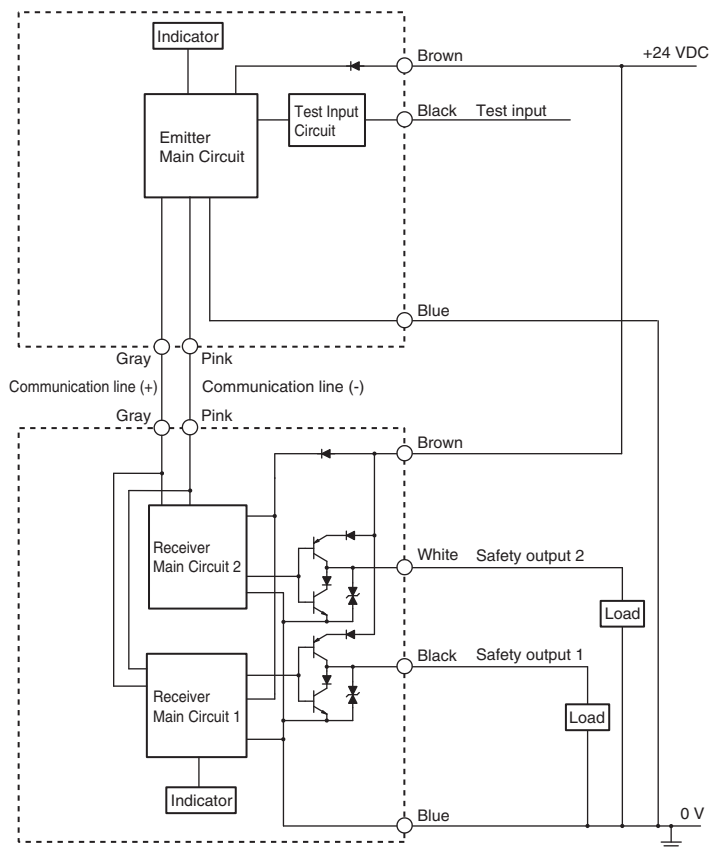 Indicator
Brown
+24 VDC
Test Input
Circuit
Black
Test input
Emitter
Main Circuit
Blue
Gray
Pink
Communication line (+)
Communication line (-)
Gray
Pink
Brown
Receiver
Main Circuit 2
White
Safety output 2
Load
Black
Safety output 1
Receiver
Main Circuit 1
Load
Indicator
Blue
0 V